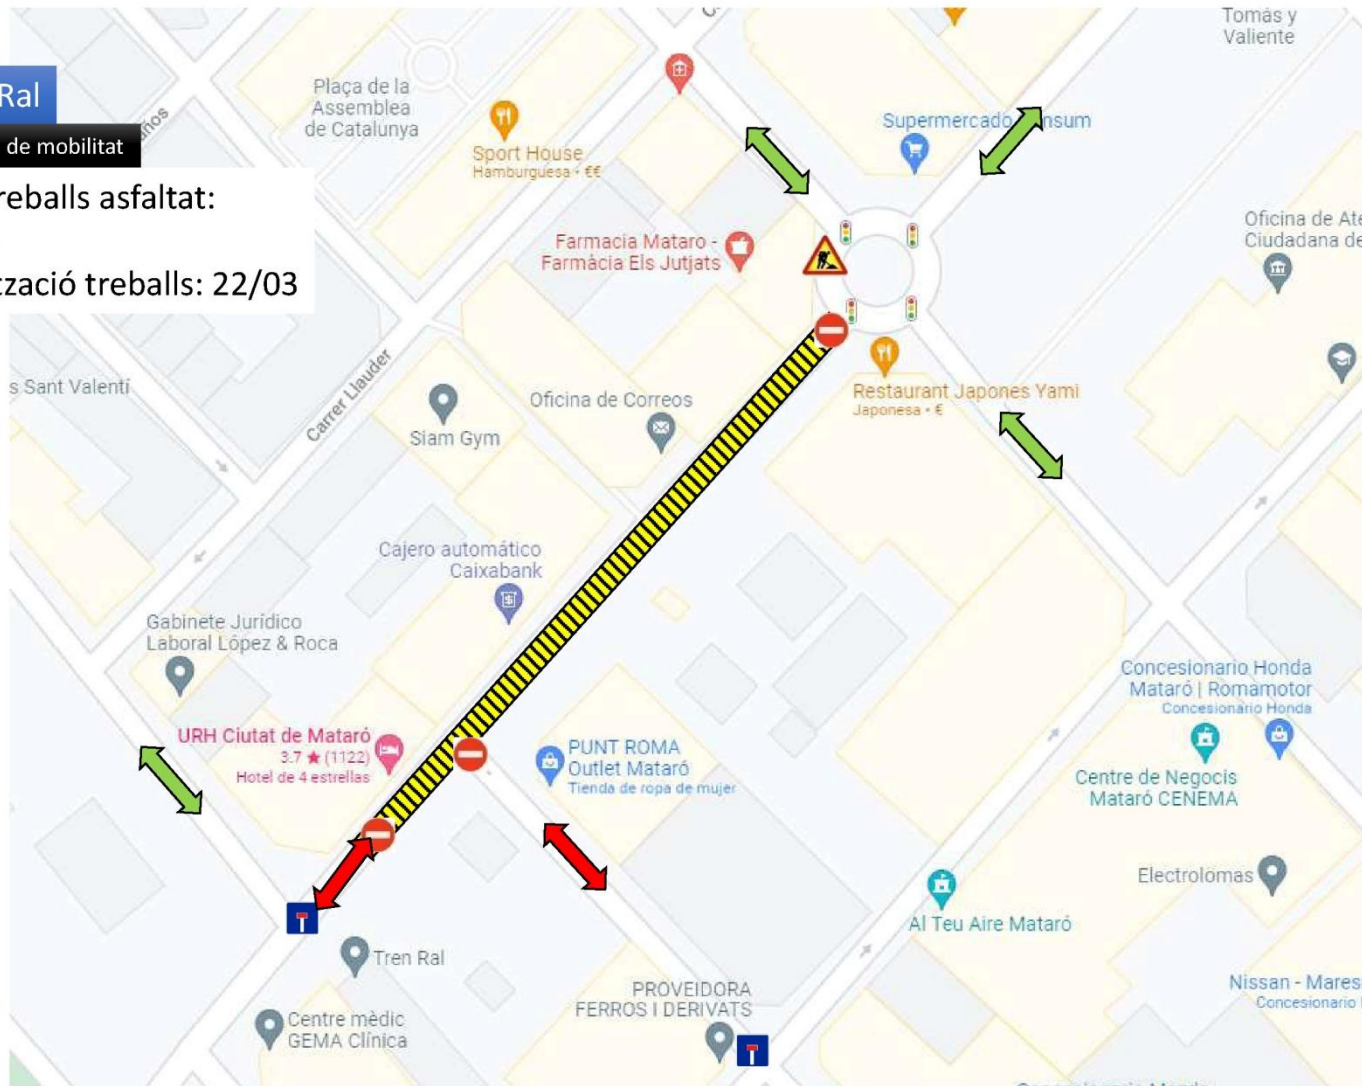 Tomás y
Valiente
Ral
de mobilitat
Plaça de la
Assemblea
de Catalunya
Sport House
Hamburguesa · €€
Supermercado
nsum
reballs asfaltat:
tzació treballs: 22/03
Farmacia Mataro -
Farmàcia Els Jutjats
Oficina de Ate
Ciudadana de
s Sant Valentí
Carrer Llauder
Siam Gym
Oficina de Correos
Restaurant Japones Yami
Japonesa · €
Cajero automático
Caixabank
Gabinete Jurídico
Laboral López & Roca
URH Ciutat de Mataró
3.7 ★ (1122)
Hotel de 4 estrellas
PUNT ROMA
Outlet Mataró
Tienda de ropa de mujer
Concesionario Honda
Mataró | Romamotor
Concesionario Honda
Centre de Negocis
Mataró CENEMA
Electrolomas
Al Teu Aire Mataró
Tren Ral
Centre mèdic
GEMA Clínica
PROVEIDORA
FERROS I DERIVATS
Nissan - Mares
Concesionario